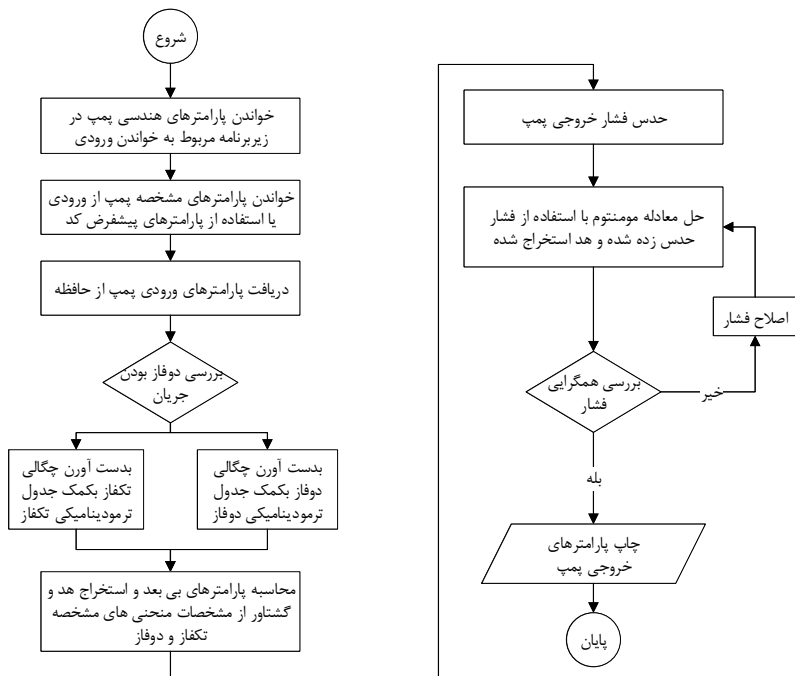 شروع
خواندن پارامترهای هندسی پمپ در
زیربرنامه مربوط به خواندن ورودی
خواندن پارامترهای مشخصه پمپ از ورودی
یا استفاده از پارامترهای پیشفرض کد
دریافت پارامترهای ورودی پمپ از حافظه
بررسی دوفاز بودن
جریان
بدست آورن چگالی
دوفاز بکمک جدول
ترمودینامیکی دوفاز
بدست آورن چگالی
تکفاز بکمک جدول
ترمودینامیکی تکفاز
محاسبه پارامترهای بی بعد و استخراج هد و
گشتاور از مشخصات منحنی های مشخصه
تکفاز و دوفاز
حدس فشار خروجی پمپ
حل معادله مومنتوم با استفاده از فشار
حدس زده شده و هد استخراج شده
اصلاح فشار
بررسی همگرایی
فشار
خیر
بله
چاپ پارامترهای
خروجی پمپ
پایان